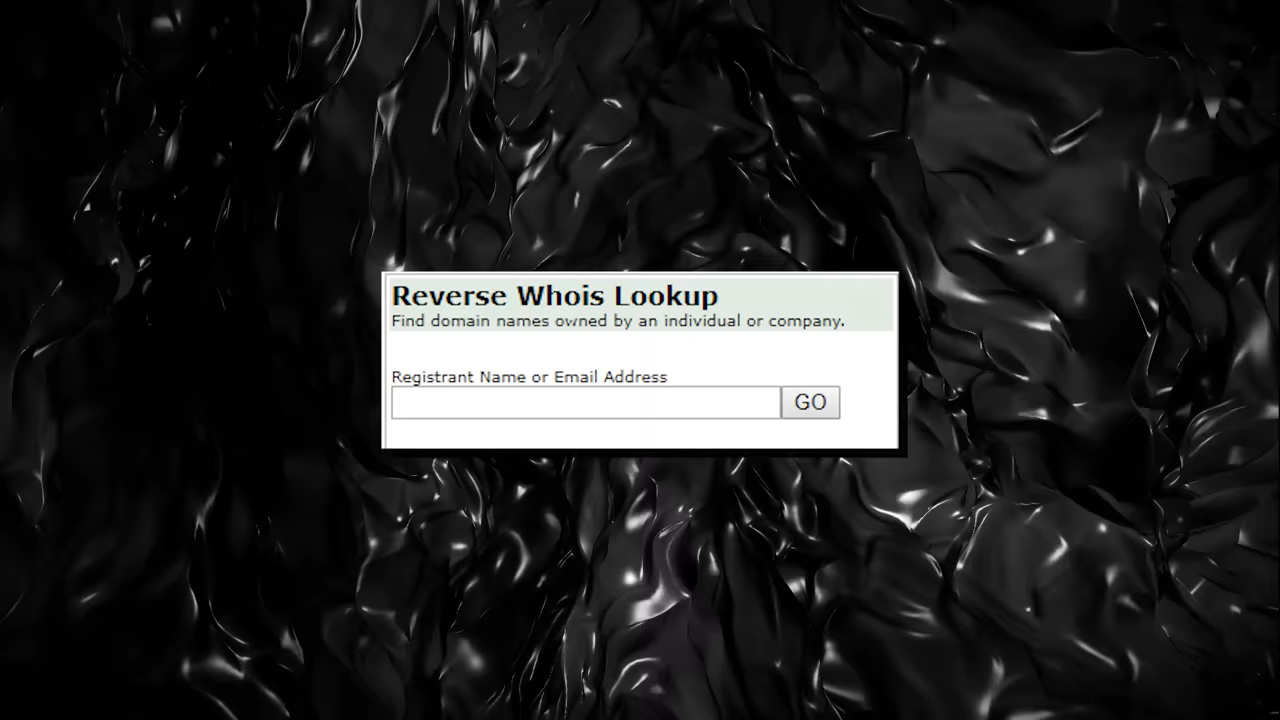 Reverse Whois Lookup
Find domain names owned by an individual or company.
Registrant Name or Email Address
GO